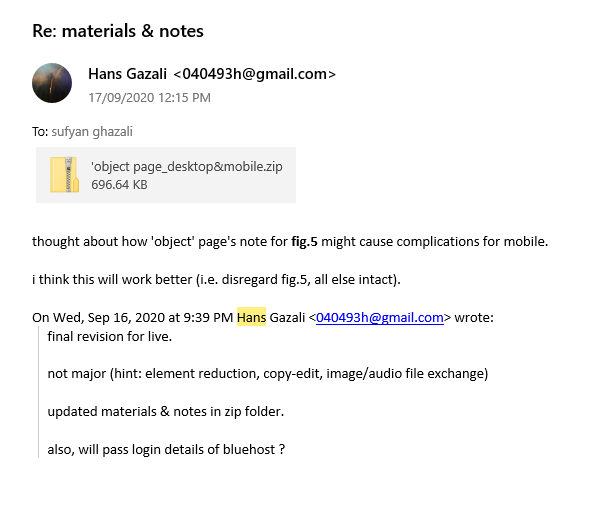 Re: materials & notes
Hans Gazali <040493h@gmail.com>
17/09/2020 12:15 PM
To: sufyan ghazali
'object page_desktop&mobile.zip
696.64 KB
thought about how 'object' page's note for fig.5 might cause complications for mobile.
i think this will work better (i.e. disregard fig.5, all else intact).
On Wed, Sep 16, 2020 at 9:39 PM Hans Gazali <040493h@gmail.com> wrote:
final revision for live.
not major (hint: element reduction, copy-edit, image/audio file exchange)
updated materials & notes in zip folder.
also, will pass login details of bluehost ?